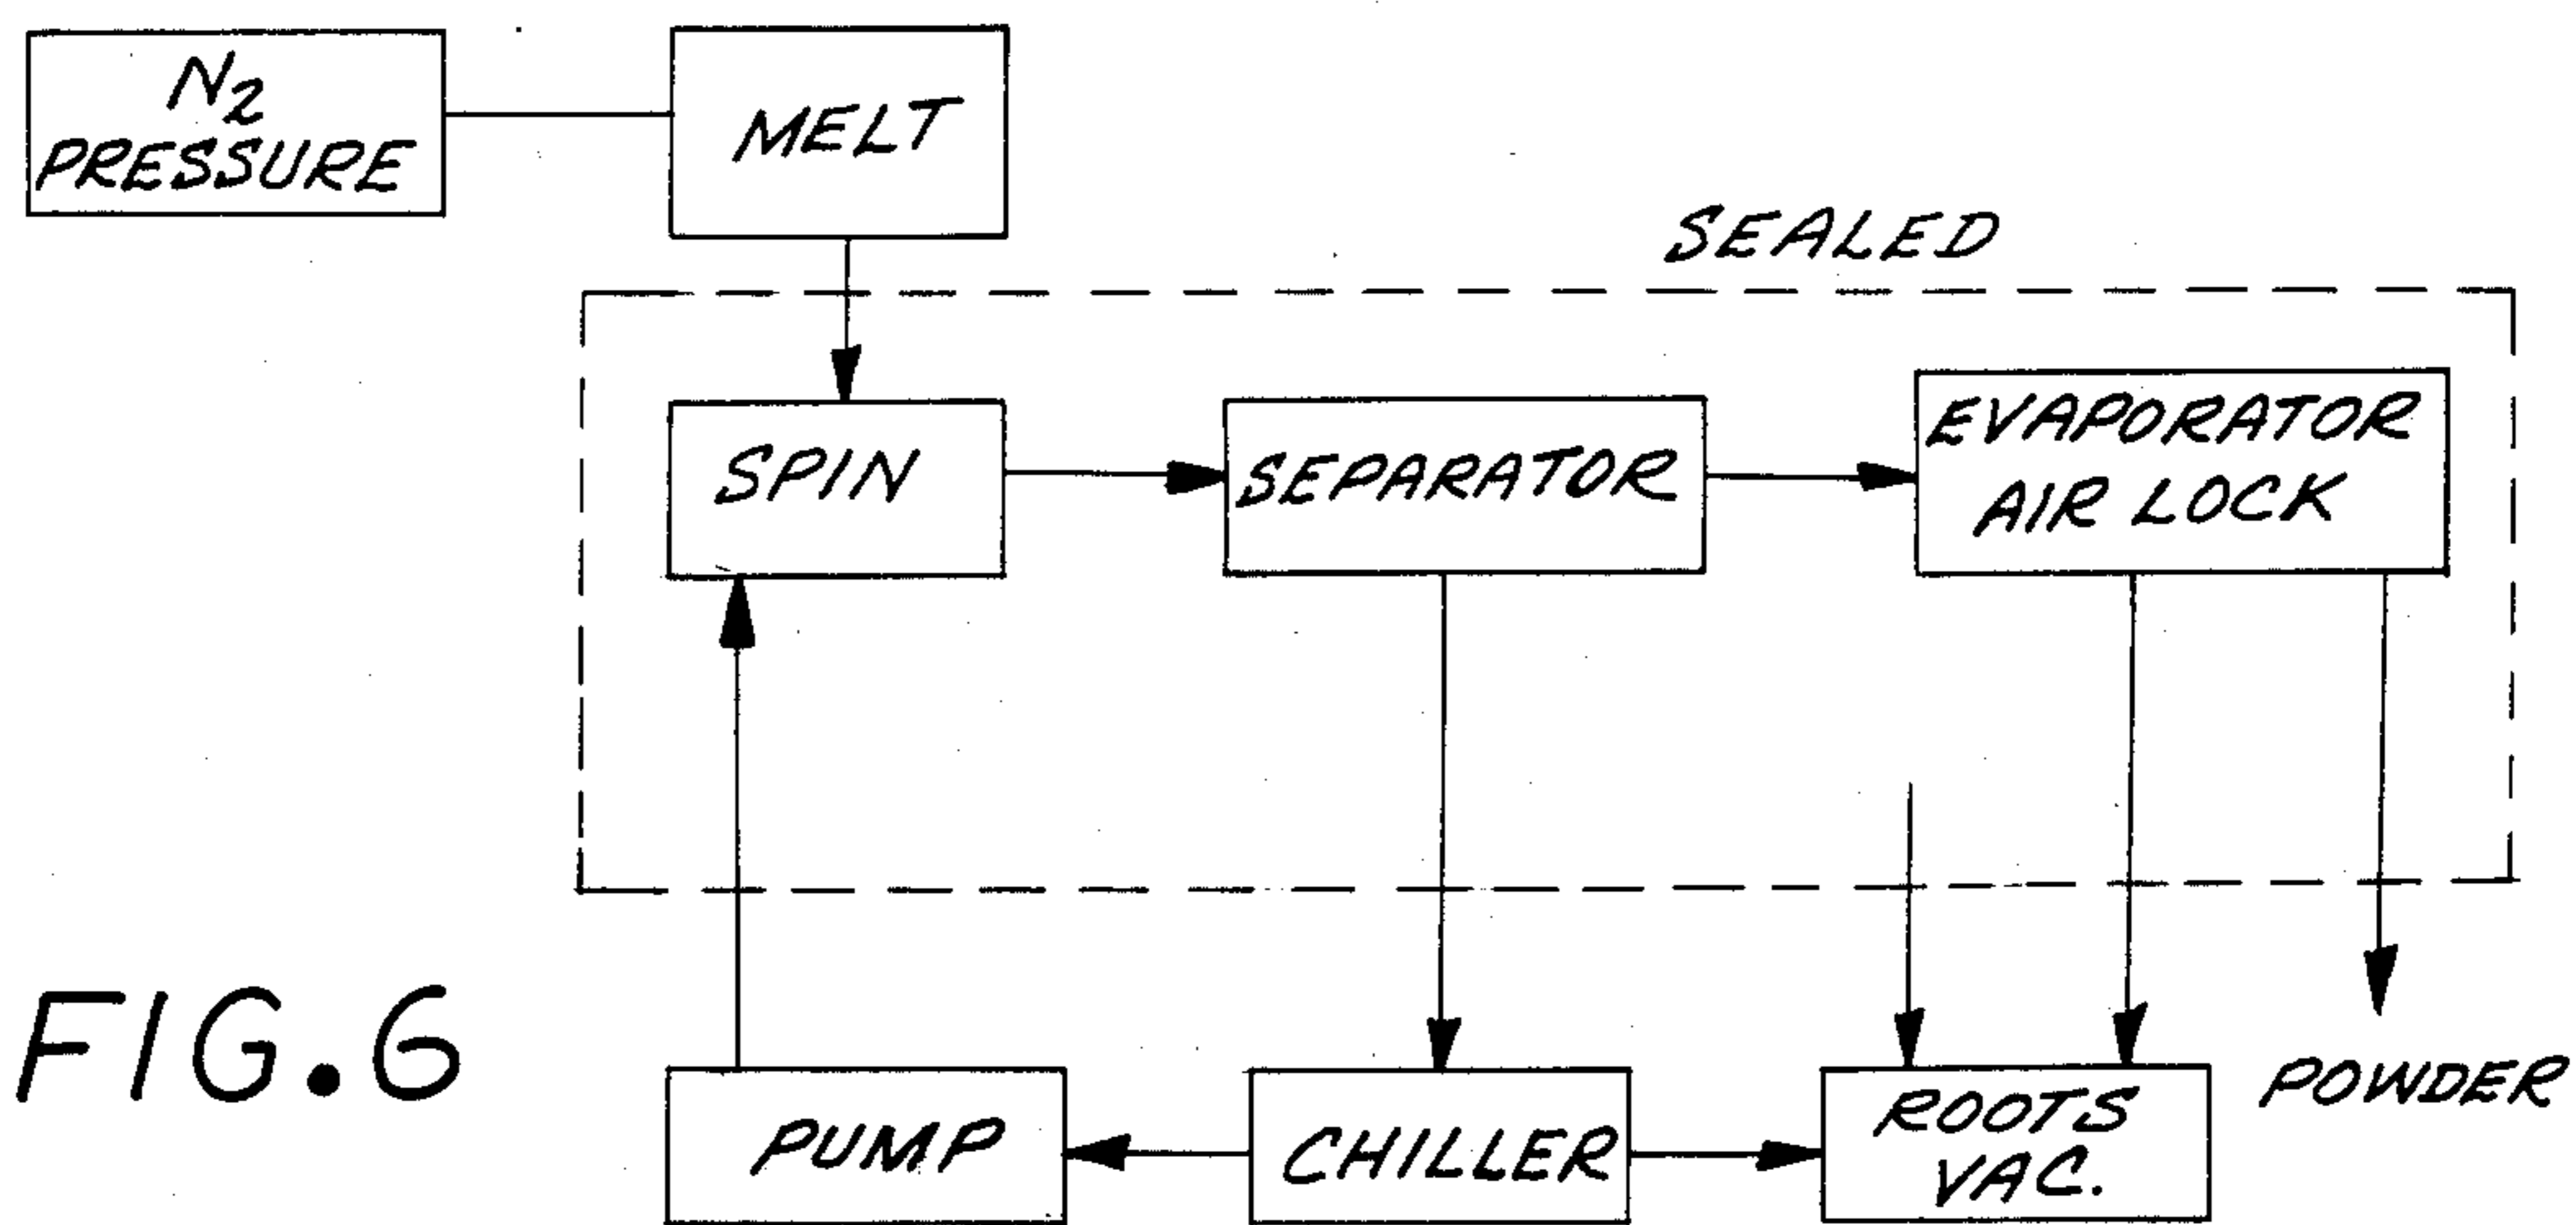 N2
PRESSURE
MELT
SEALED
SPIN
SEPARATOR
EVAPORATOR
AIR LOCK
FIG.6
PUMP
CHILLER
ROOTS
VAC.
POWDER